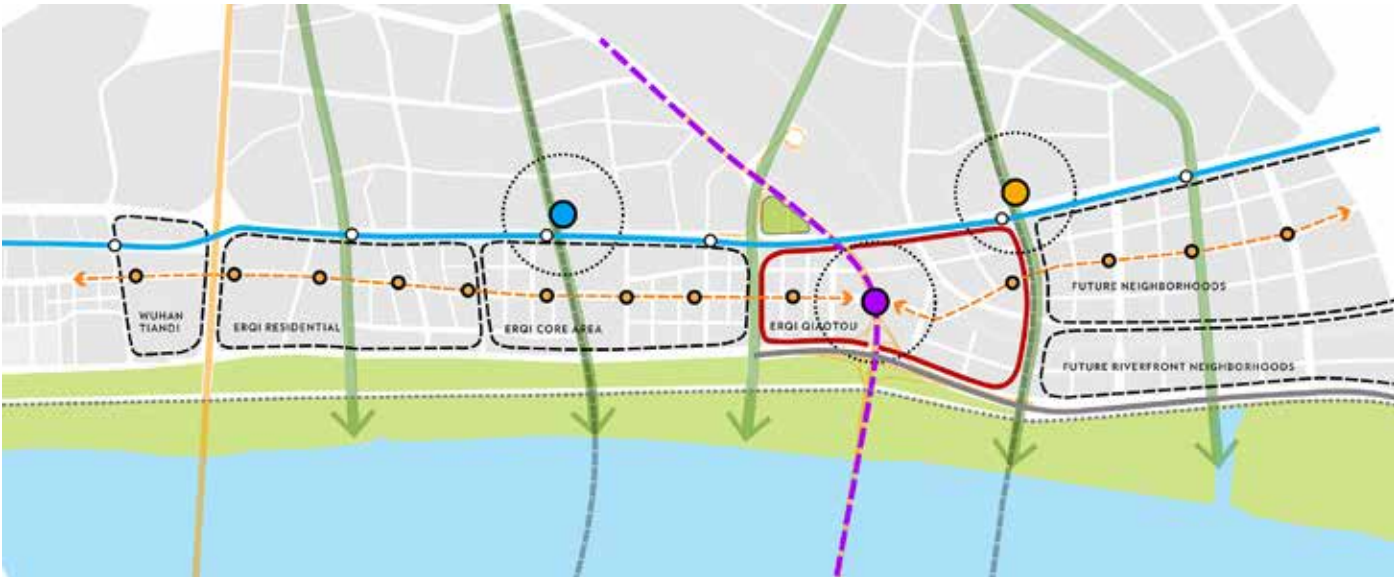 WUHAN
TIANDI
ERQI RESIDENTIAL
ERQI CORE AREA
ERQI QIAOTOU
FUTURE NEIGHBORHOODS
FUTURE RIVERFRONT NEIGHBORHOODS